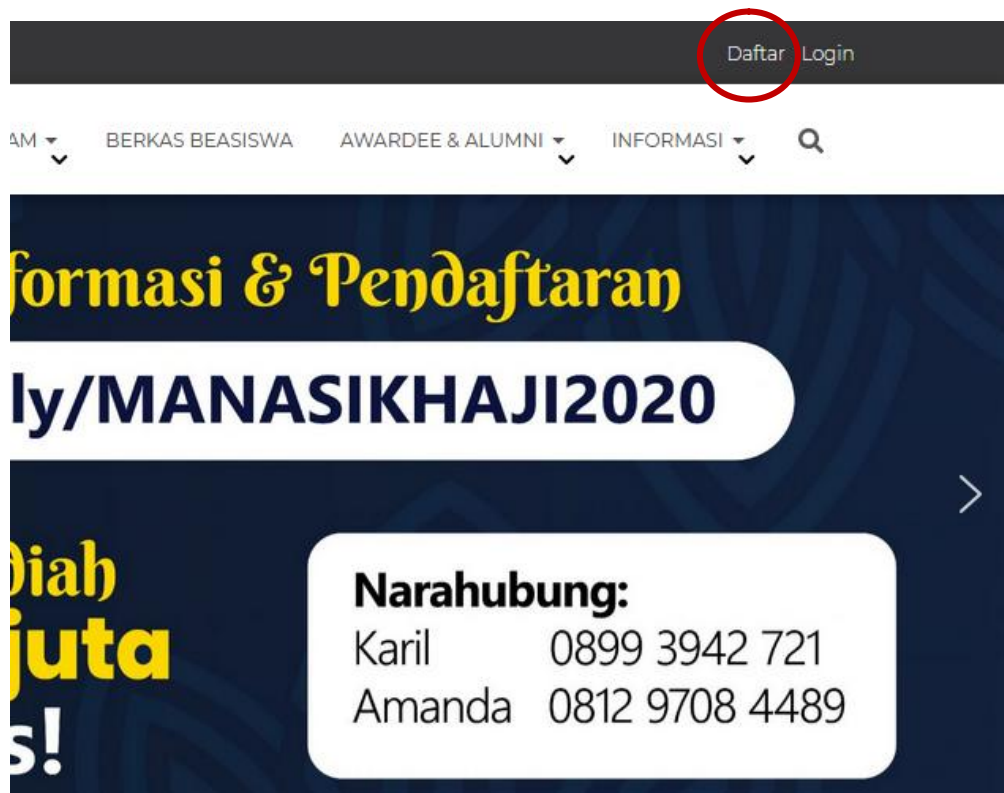 Daftar Login
AM BERKAS BEASISWA AWARDEE & ALUMNI INFORMASI
formasi & Pendaftaran
ly/MANASIKHAJI2020
diah
juta
s!
Narahubung:
Karil 0899 3942 721
Amanda 0812 9708 4489